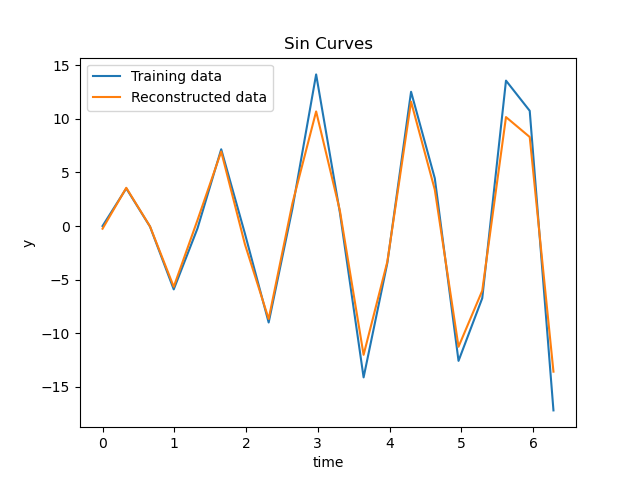 Sin Curves
Training data
Reconstructed data
15
10
5
0
−5
−10
−15
y
0 1 2 3 4 5 6
time